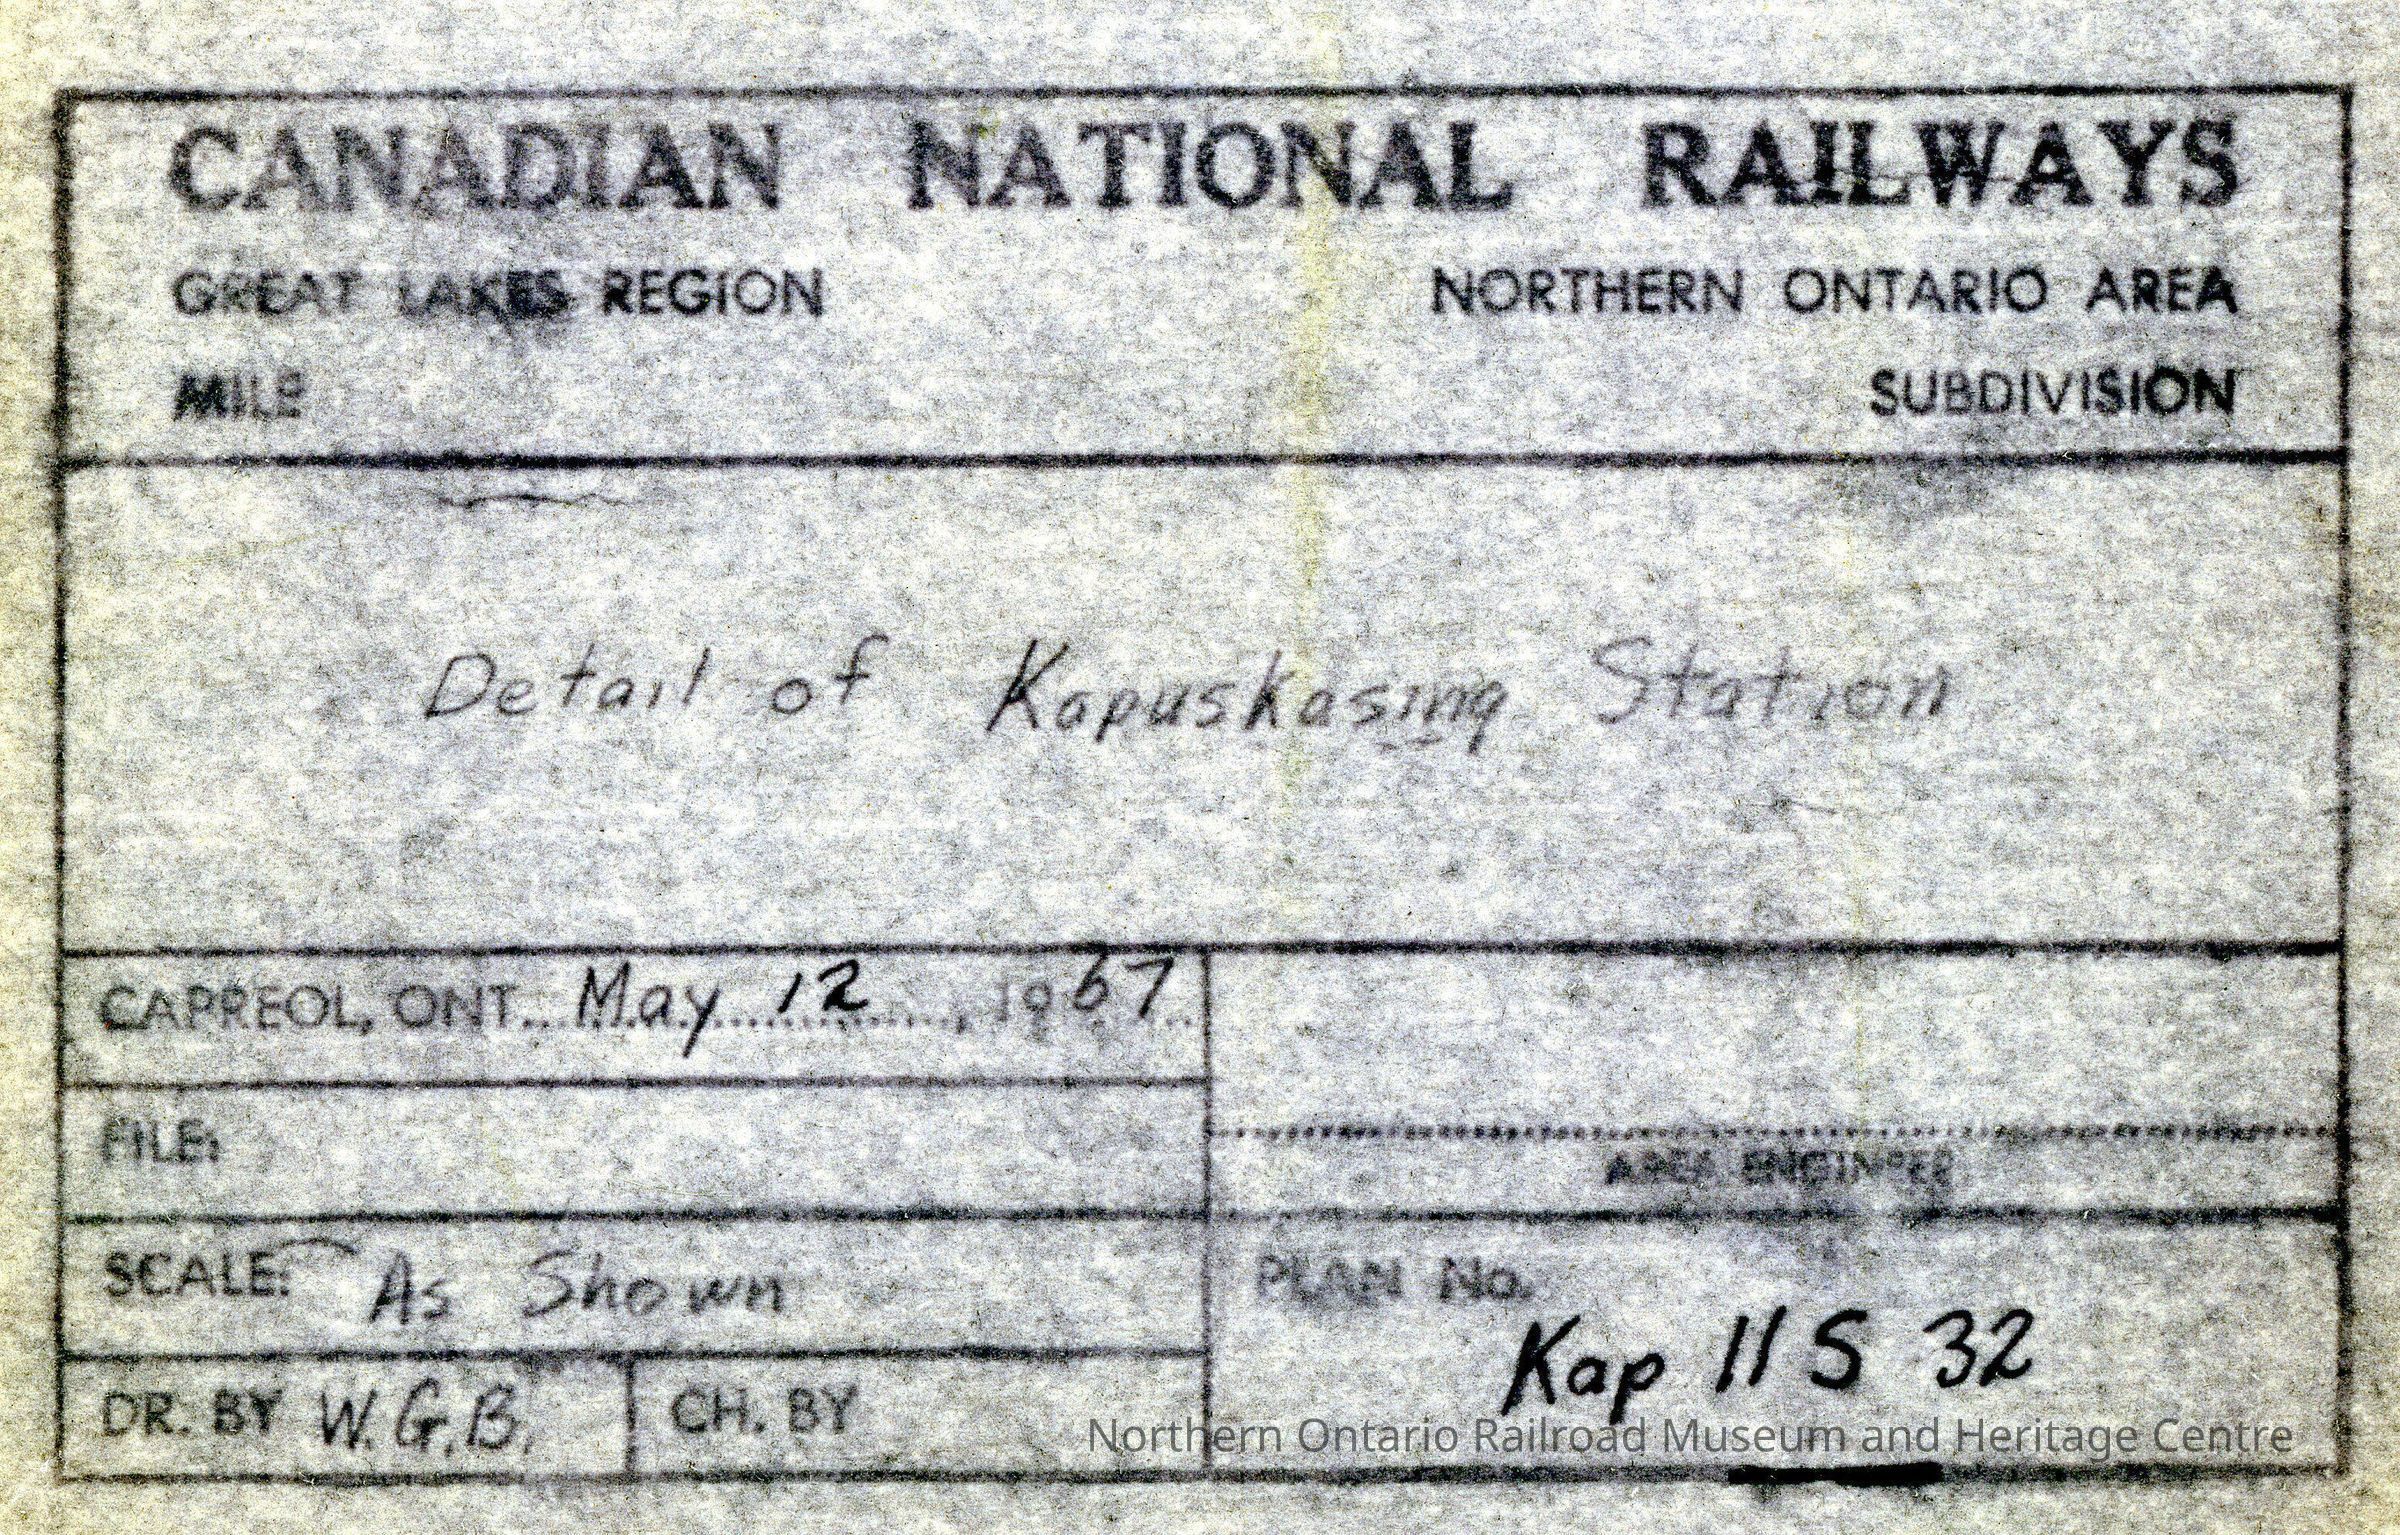 CANADIAN NATIONAL RAILWAYS
GREAT LAKES REGION NORTHERN ONTARIO AREA
MILE SUBDIVISION
Detail of Kapuskasing Station
CAPREOL, ONT. May 12, 1967
FILE:
AREA ENGINEER
SCALE: As Shown
PLAN No.
Kap 11 S 32
DR. BY W.G.B. CH. BY
Northern Ontario Railroad Museum and Heritage Centre